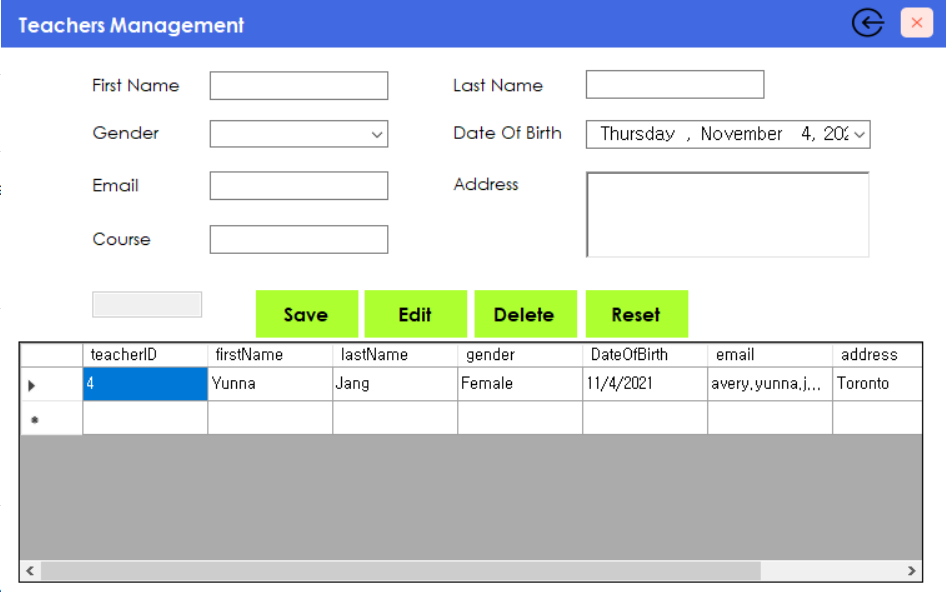 Teachers Management
First Name
Last Name
Gender
Date Of Birth Thursday , November 4, 202
Email
Address
Course
Save Edit Delete Reset
teacherID firstName lastName gender DateOfBirth email address
4 Yunna Jang Female 11/4/2021 avery,yunna,j... Toronto